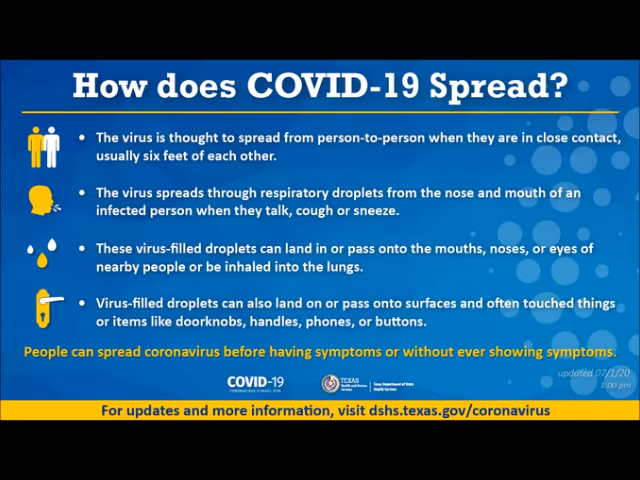 How does COVID-19 Spread?
• The virus is thought to spread from person-to-person when they are in close contact,
usually six feet of each other.
• The virus spreads through respiratory droplets from the nose and mouth of an
infected person when they talk, cough or sneeze.
• These virus-filled droplets can land in or pass onto the mouths, noses, or eyes of
nearby people or be inhaled into the lungs.
• Virus-filled droplets can also land on or pass onto surfaces and often touched things
or items like doorknobs, handles, phones, or buttons.
People can spread coronavirus before having symptoms or without ever showing symptoms.
updated 07/1/20
1:00 pm
COVID-19
TEXAS
Health and Human
Services
Texas Department of State
Health Services
For updates and more information, visit dshs.texas.gov/coronavirus